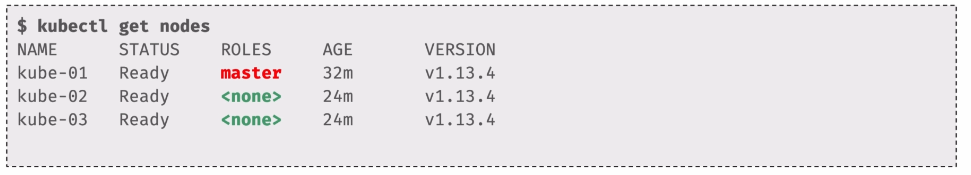 $ kubectl get nodes
NAME STATUS ROLES AGE VERSION
kube-01 Ready master 32m v1.13.4
kube-02 Ready <none> 24m v1.13.4
kube-03 Ready <none> 24m v1.13.4